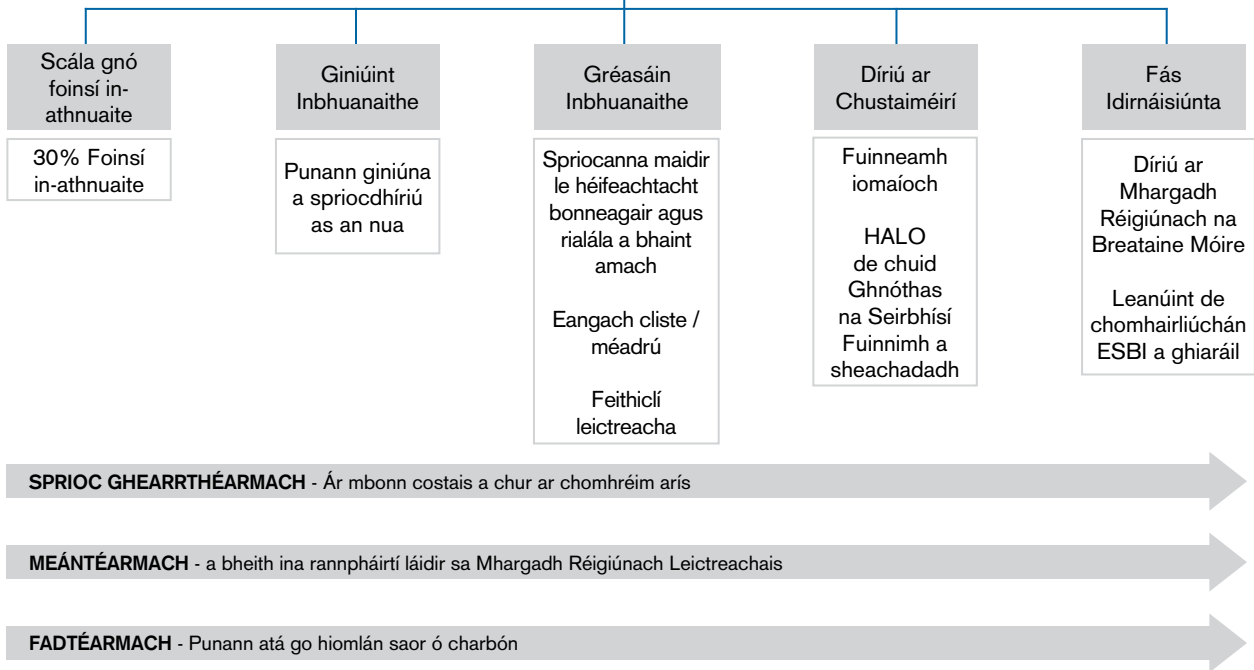 Scála gnó
foinsí in-
athnuaite
30% Foinsí
in-athnuaite
Giniúint
Inbhuanaithe
Punann giniúna
a spriocdhíriú
as an nua
Gréasáin
Inbhuanaithe
Spriocanna maidir
le héifeachtacht
bonneagair agus
rialála a bhaint
amach
Eangach cliste /
méadrú
Feithiclí
leictreacha
Díriú ar
Chustaiméirí
Fuinneamh
iomaíoch
HALO
de chuid
Ghnóthas
na Seirbhísí
Fuinnimh a
sheachadadh
Fás
Idirnáisiúnta
Díriú ar
Mhargadh
Réigiúnach na
Breataine Móire
Leanúint de
chomhairliúchán
ESBI a ghiaráil
SPRIOC GHEARRTHÉARMACH - Ár mbonn costais a chur ar chomhréim arís
MEÁNTÉARMACH - a bheith ina rannpháirtí láidir sa Mhargadh Réigiúnach Leictreachais
FADTÉARMACH - Punann atá go hiomlán saor ó charbón